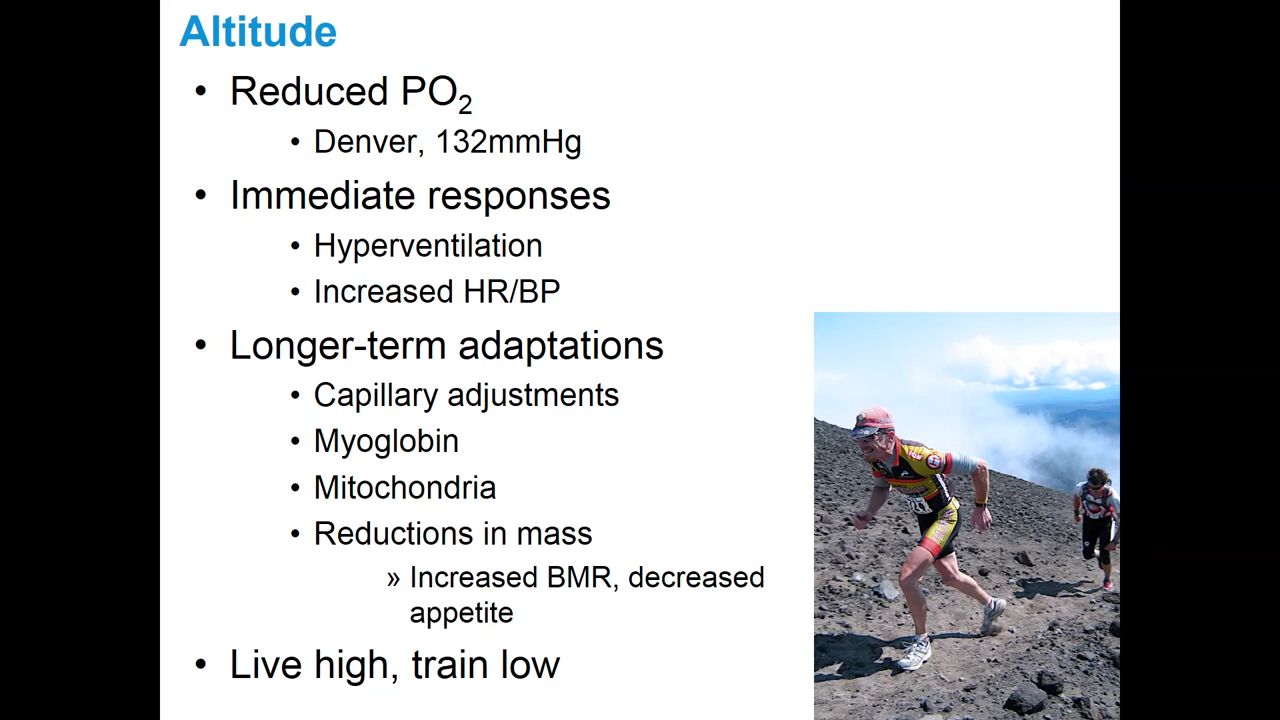 Altitude
• Reduced PO₂
• Denver, 132mmHg
• Immediate responses
• Hyperventilation
• Increased HR/BP
• Longer-term adaptations
• Capillary adjustments
• Myoglobin
• Mitochondria
• Reductions in mass
» Increased BMR, decreased
appetite
• Live high, train low